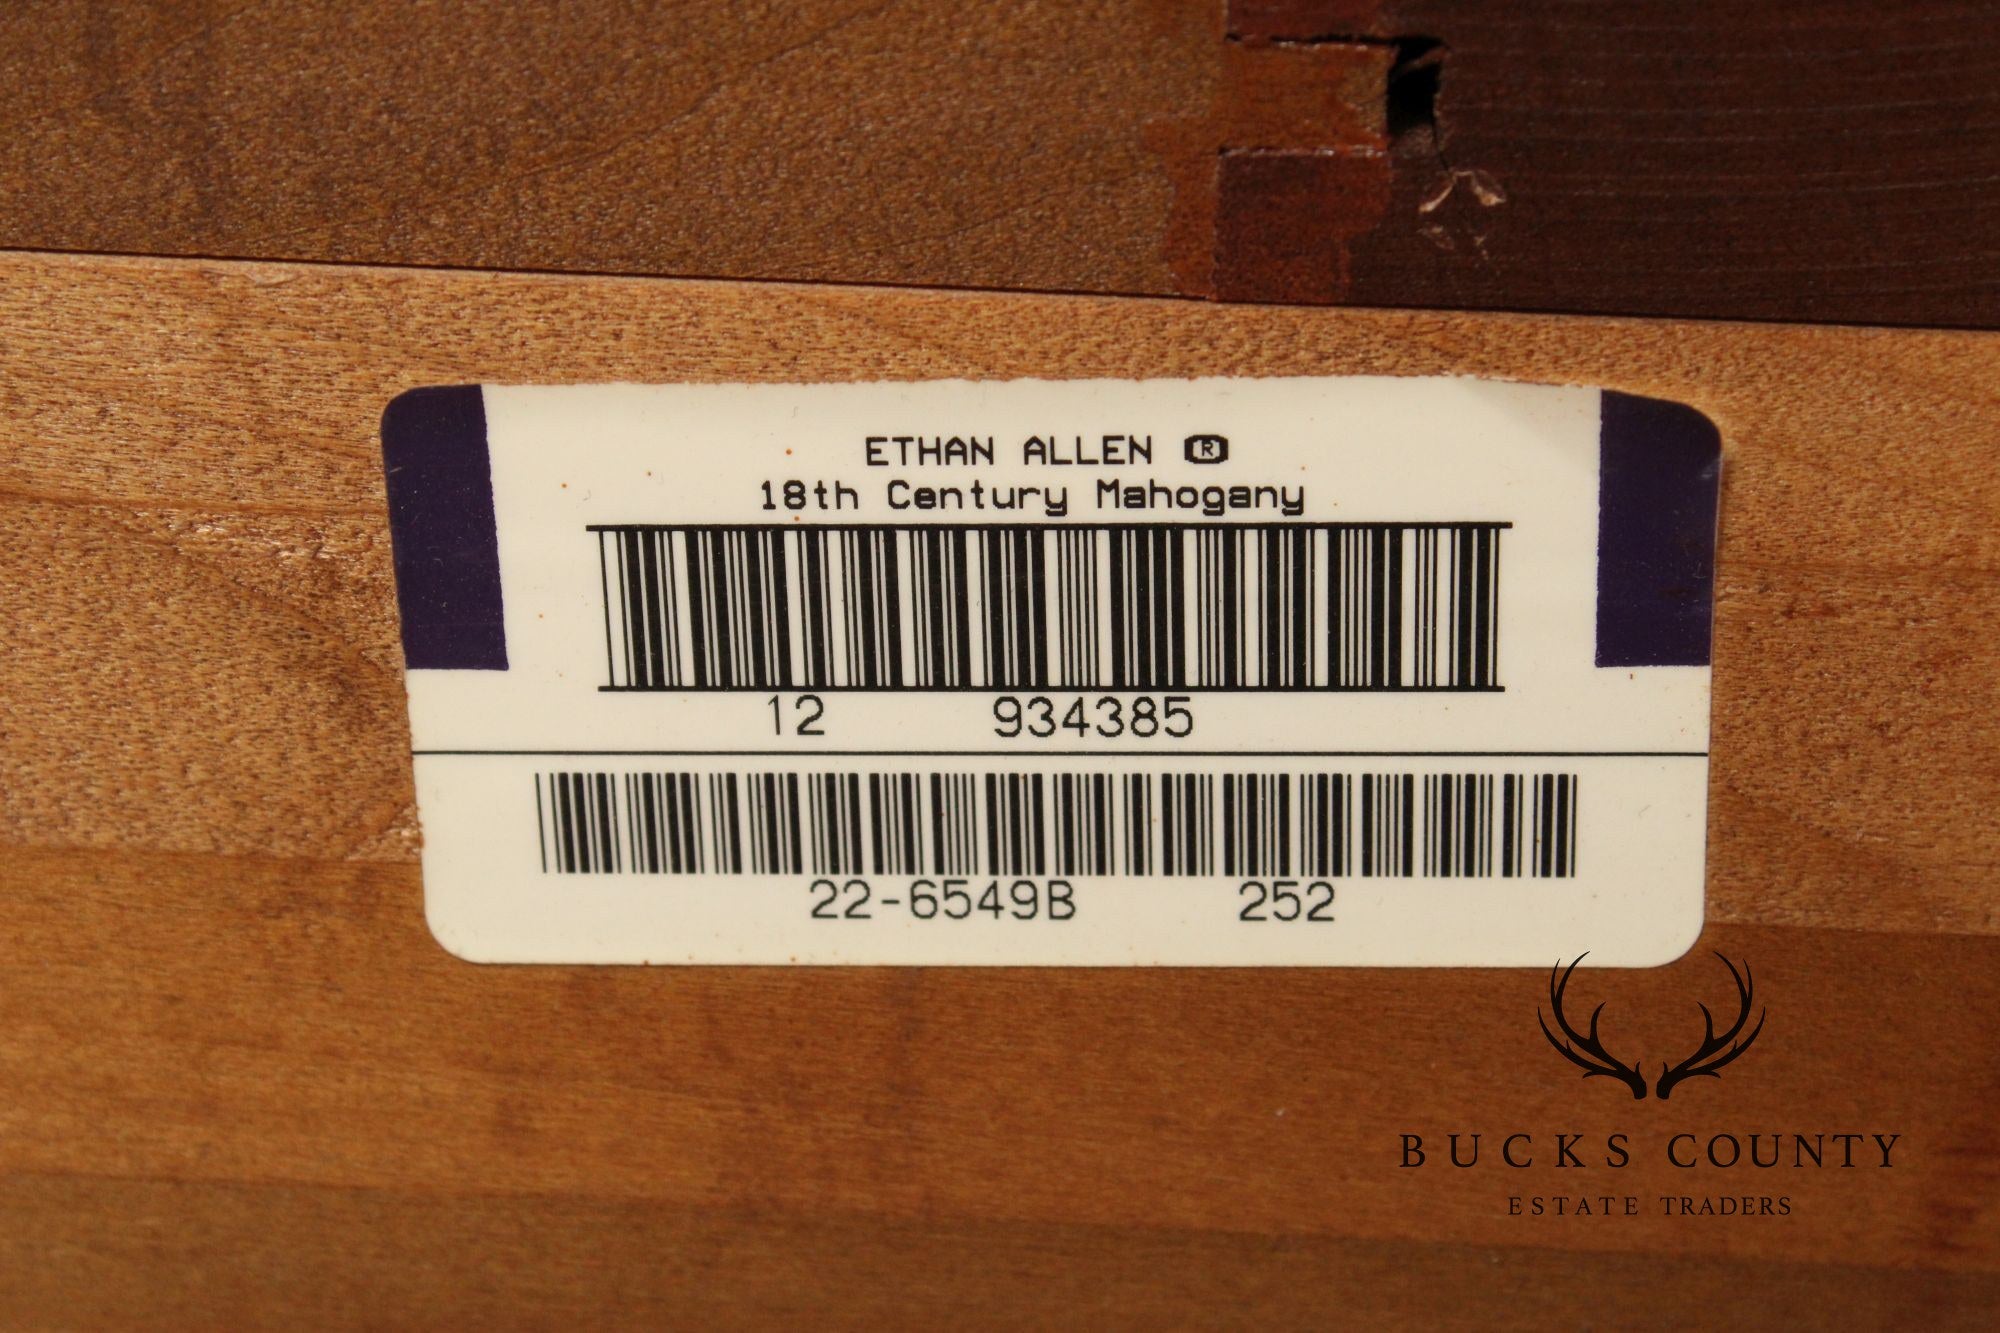 ETHAN ALLEN ®
18th Century Mahogany
12 934385
22-6549B 252
BUCKS COUNTY
ESTATE TRADERS